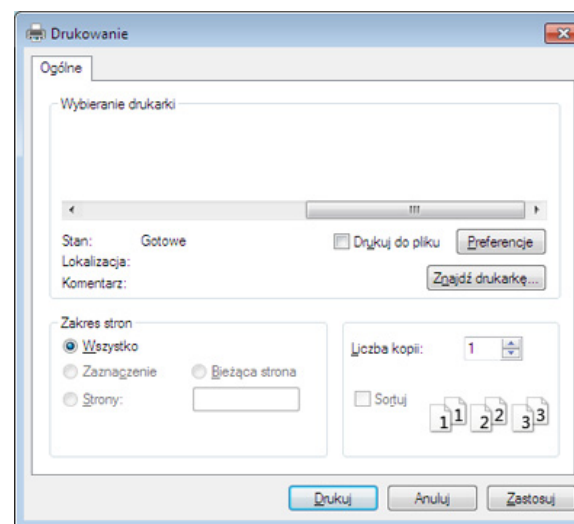 Drukowanie
Ogólne
Wybieranie drukarki
Stan: Gotowe
Drukuj do pliku
Preferencje
Lokalizacja:
Komentarz:
Znajdź drukarkę...
Zakres stron
Wszystko
Zaznaczenie
Bieżąca strona
Strony:
Liczba kopii: 1
Sortuj
1 1 2 2 3 3
Drukuj
Anuluj
Zastosuj